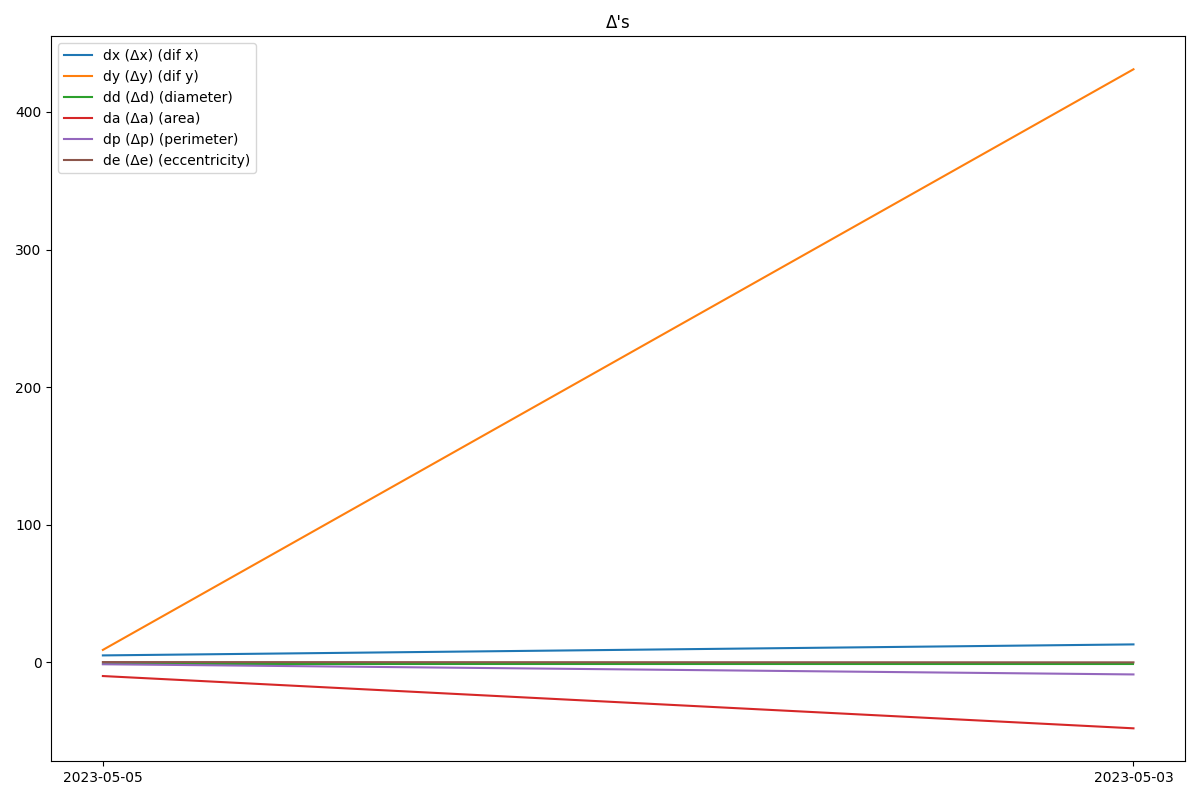 Δ's
dx (Δx) (dif x)
dy (Δy) (dif y)
dd (Δd) (diameter)
da (Δa) (area)
dp (Δp) (perimeter)
de (Δe) (eccentricity)
400
300
200
100
0
2023-05-05 2023-05-03